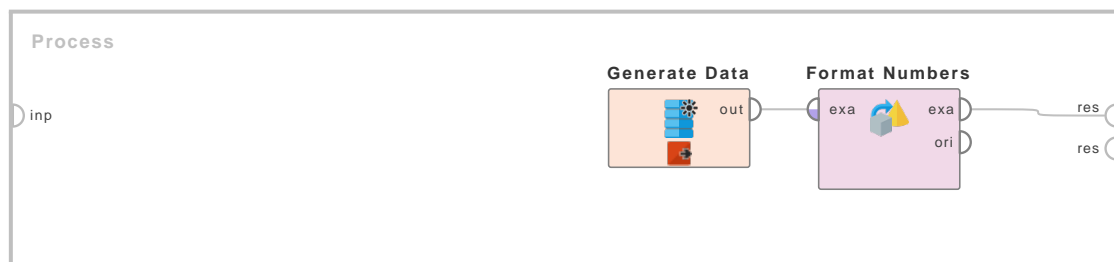 Process
inp
Generate Data
out
Format Numbers
exa
exa
ori
res
res